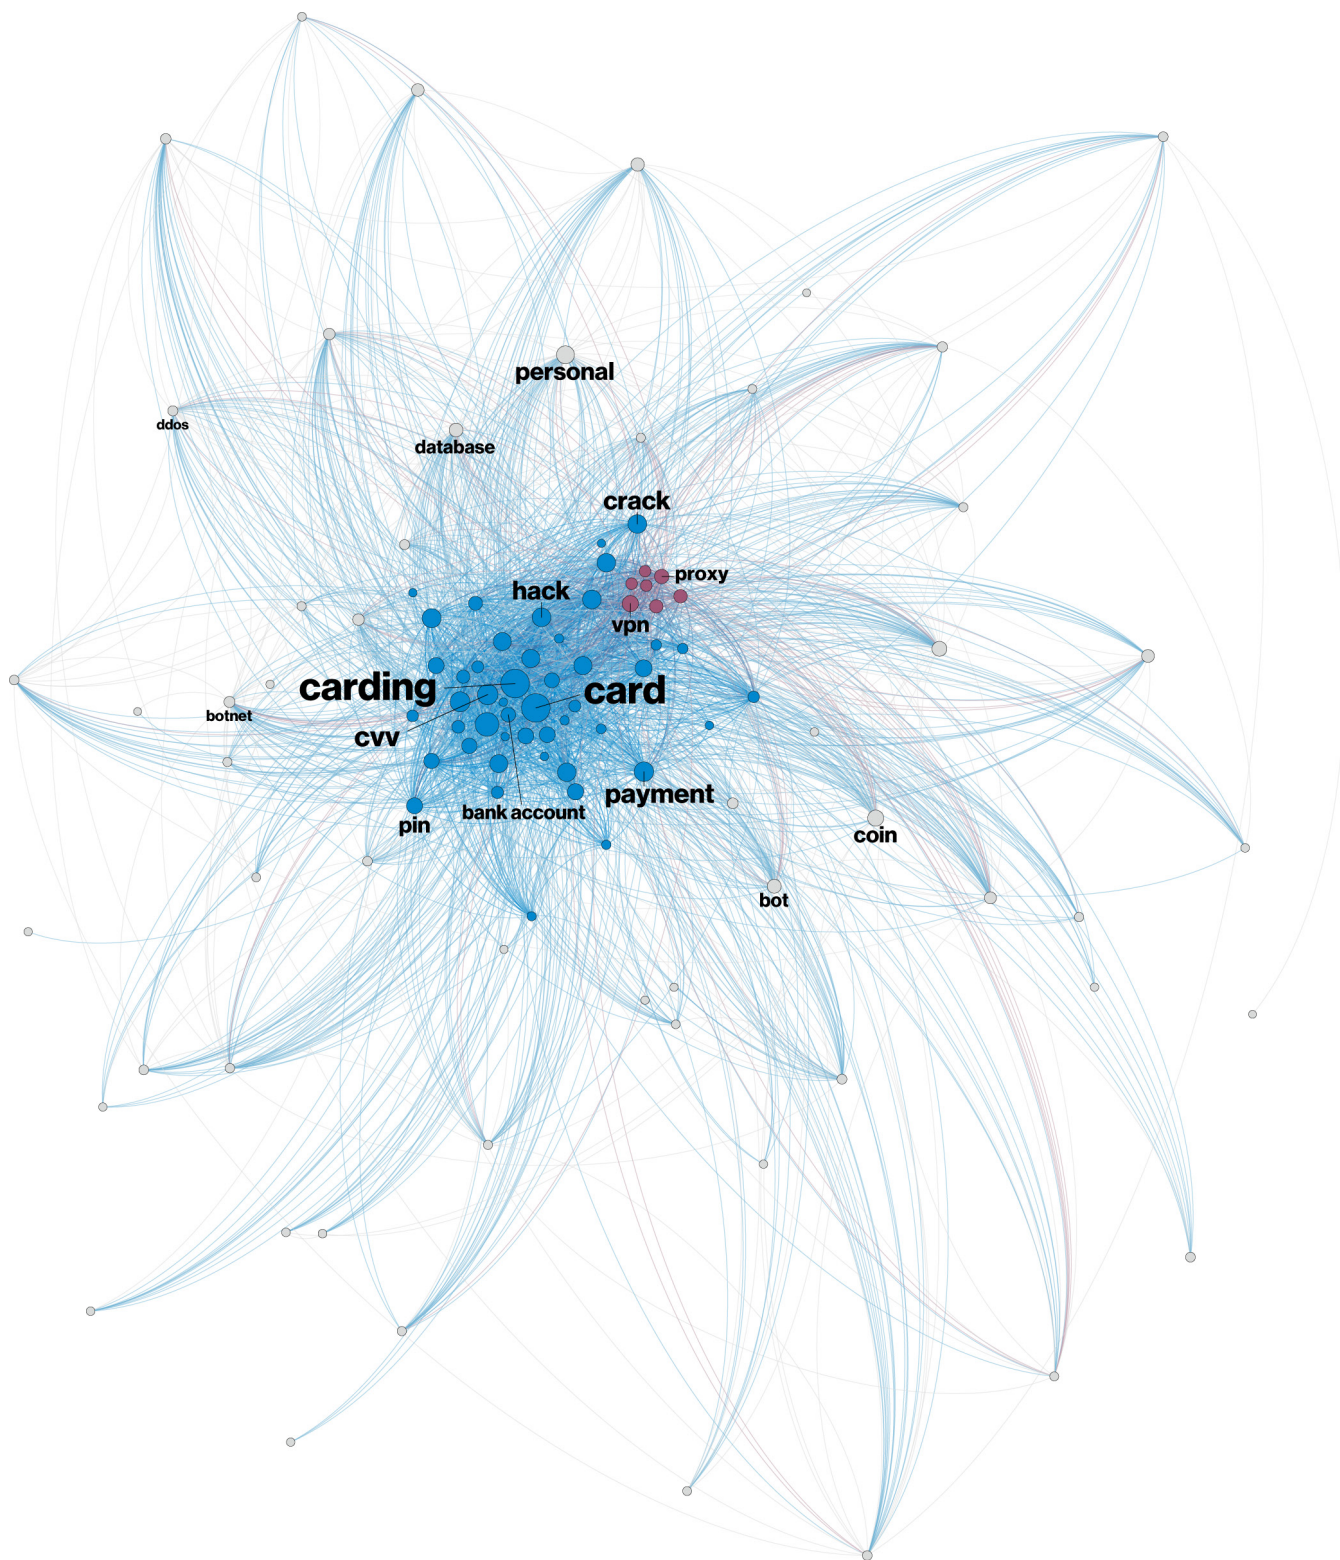 personal
ddos
database
crack
proxy
hack
vpn
carding
card
botnet
cvv
payment
bank account
pin
coin
bot